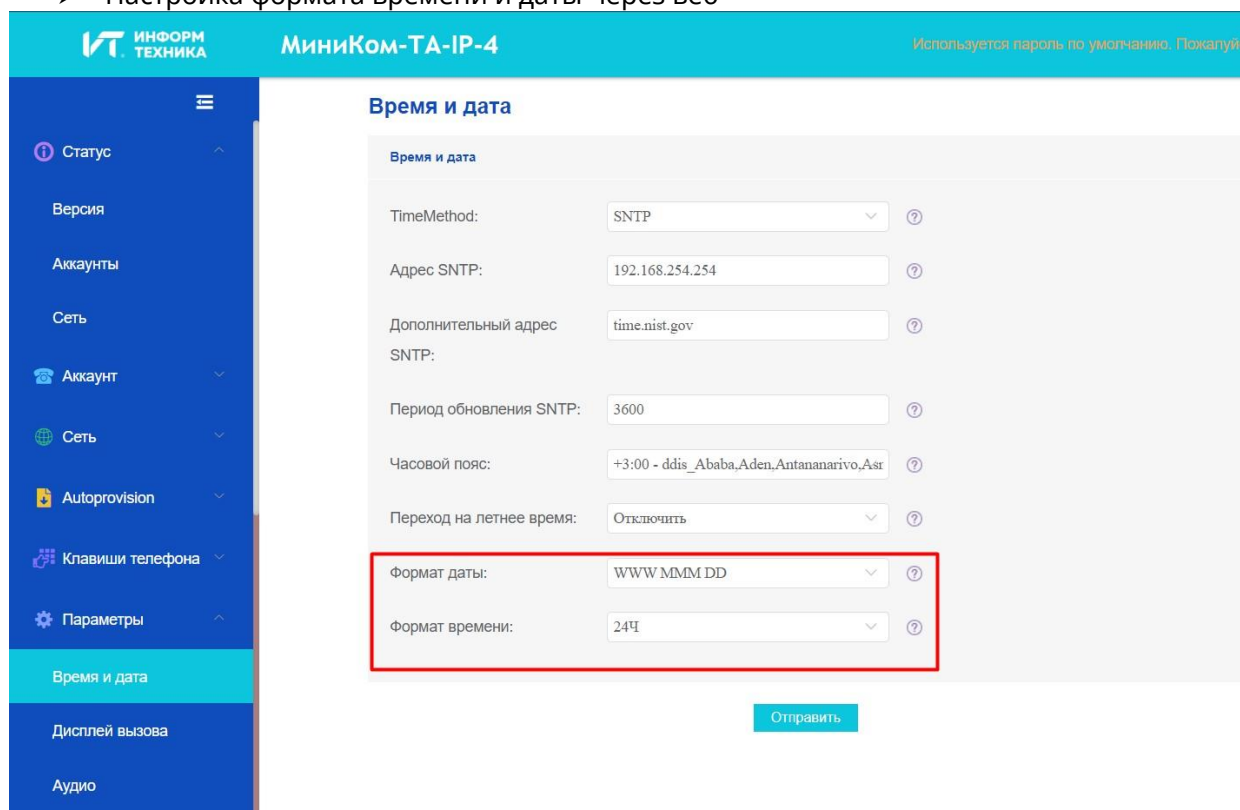 Настройка формата времени и даты через веб
ИНФОРМ
ТЕХНИКА
МиниКом-TA-IP-4
Используется пароль по умолчанию. Пожалуй
Время и дата
Статус
Время и дата
Версия
TimeMethod:
SNTP
Аккаунты
Адрес SNTP:
192.168.254.254
Сеть
Дополнительный адрес
SNTP:
time.nist.gov
Аккаунт
Период обновления SNTP:
3600
Сеть
Часовой пояс:
+3:00 - ddis_Ababa,Aden,Antananarivo,Asr
Autoprovision
Переход на летнее время:
Отключить
Клавиши телефона
Формат даты:
WWW MMM DD
Параметры
Формат времени:
24Ч
Время и дата
Дисплей вызова
Отправить
Аудио